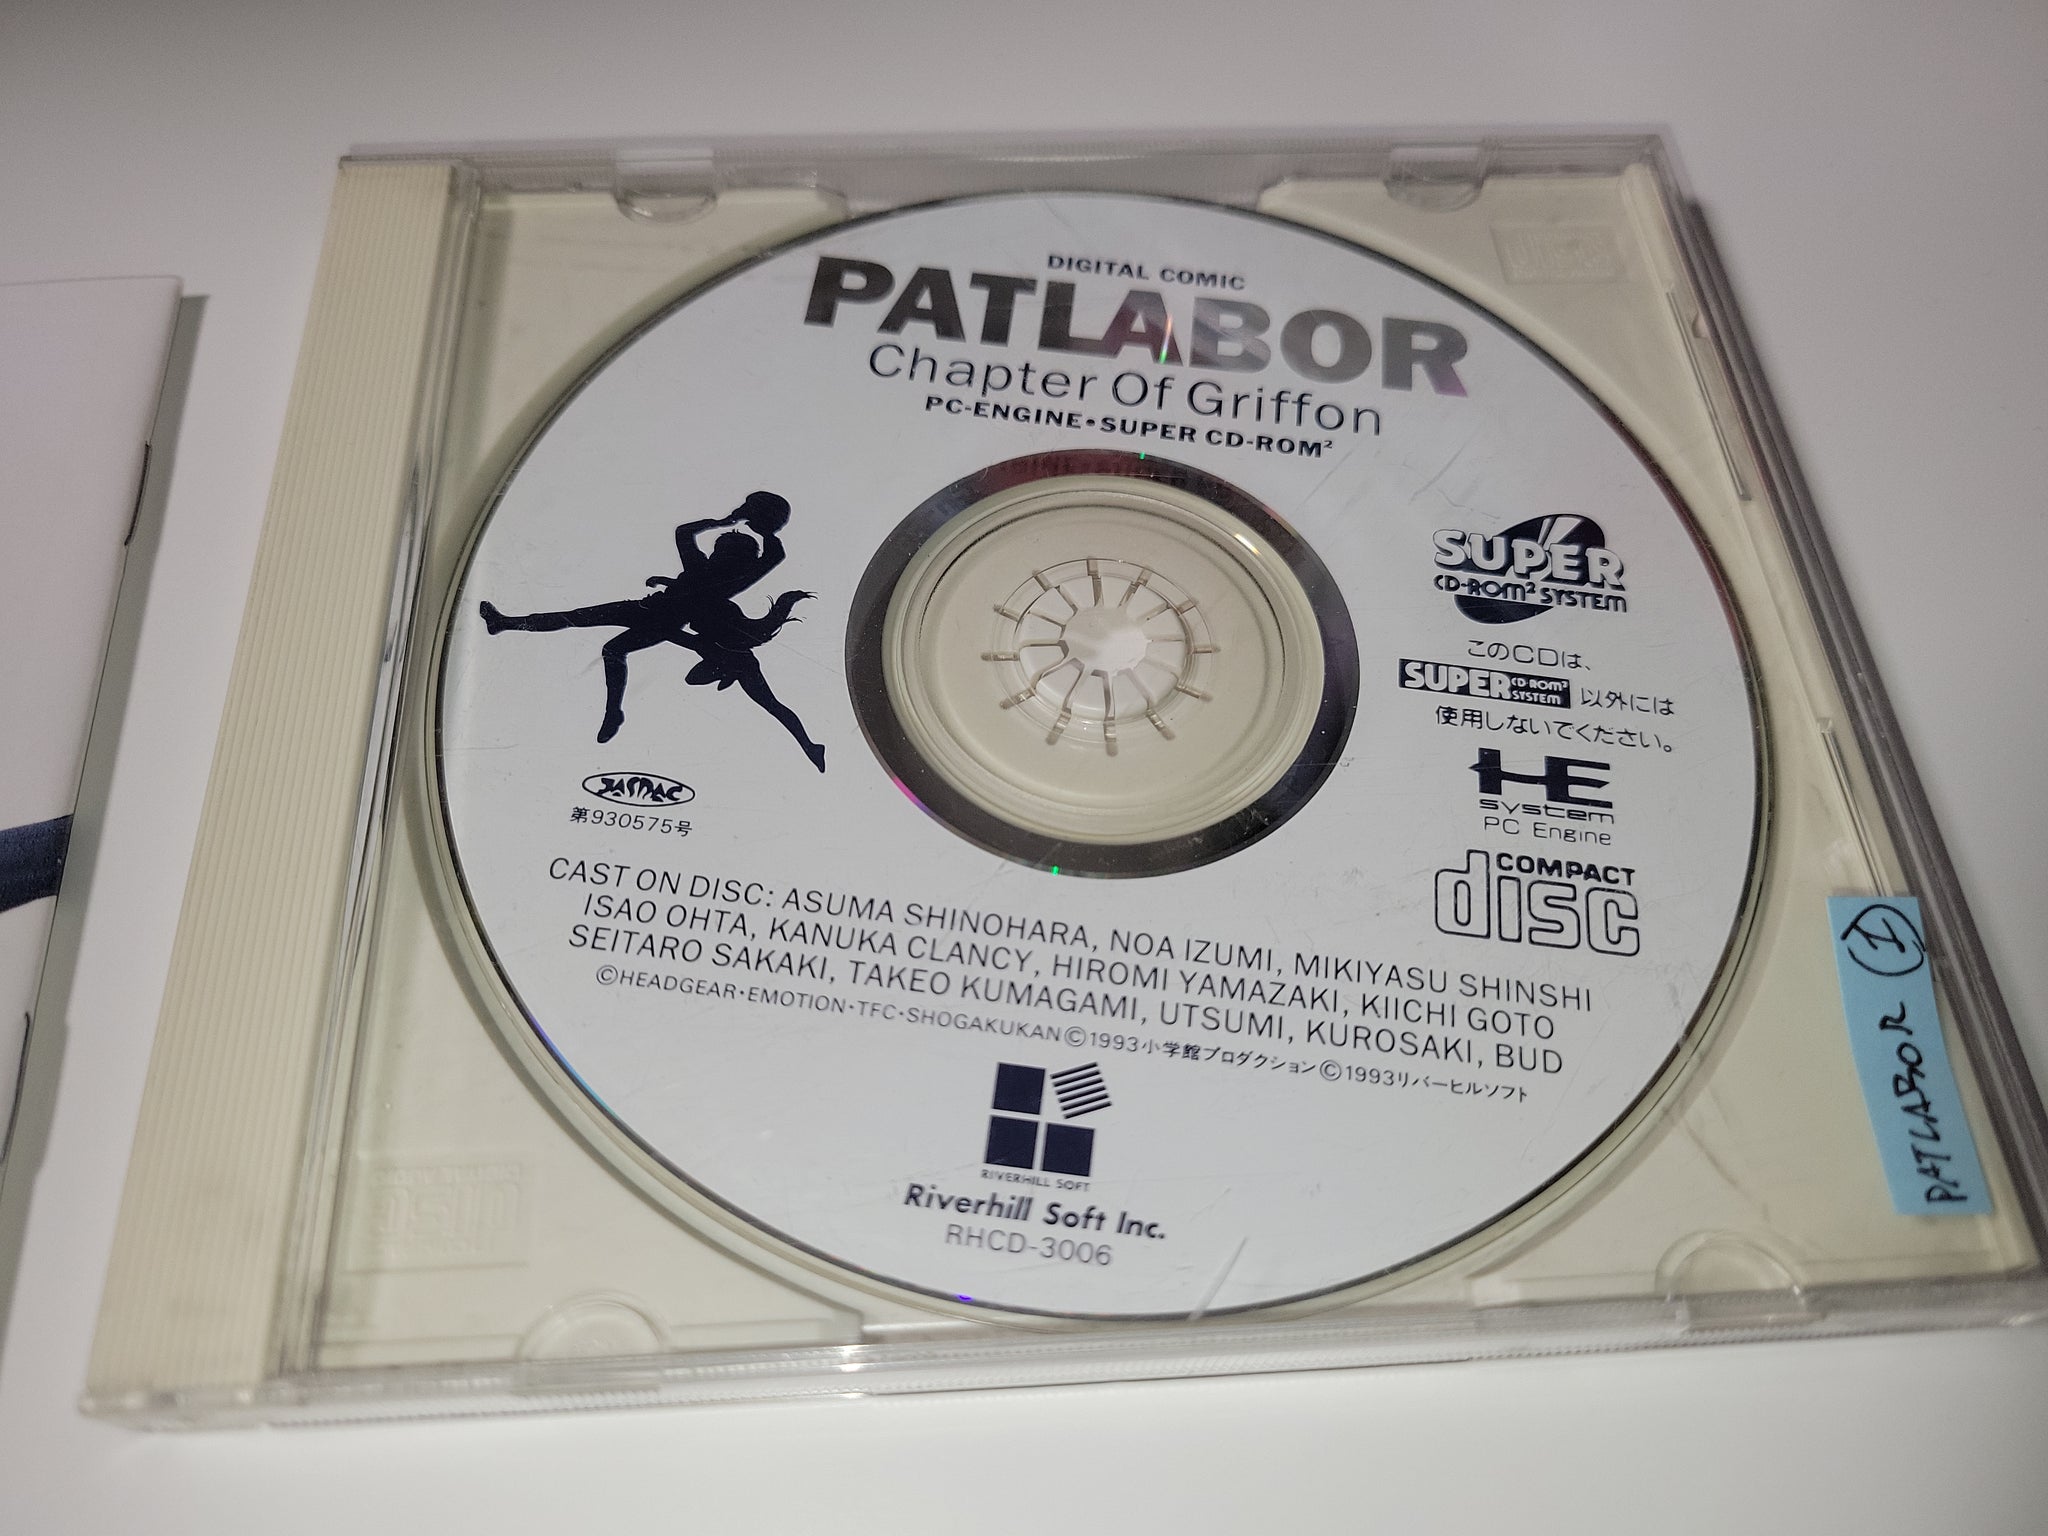 DIGITAL COMIC
PATLABOR
Chapter Of Griffon
PC-ENGINE・SUPER CD-ROM²
SUPER
CD-ROM² SYSTEM
このCDは、
SUPER CD-ROM² SYSTEM 以外には
使用しないでください。
HE
system
PC Engine
COMPACT
disc
JASRAC
第930575号
CAST ON DISC: ASUMA SHINOHARA, NOA IZUMI, MIKIYASU SHINSHI
ISAO OHTA, KANUKA CLANCY, HIROMI YAMAZAKI, KIICHI GOTO
SEITARO SAKAKI, TAKEO KUMAGAMI, UTSUMI, KUROSAKI, BUD
©HEADGEAR・EMOTION・TFC・SHOGAKUKAN©1993小学館プロダクション©1993リバーヒルソフト
RIVERHILL SOFT
Riverhill Soft Inc.
RHCD-3006
PATLABOR I